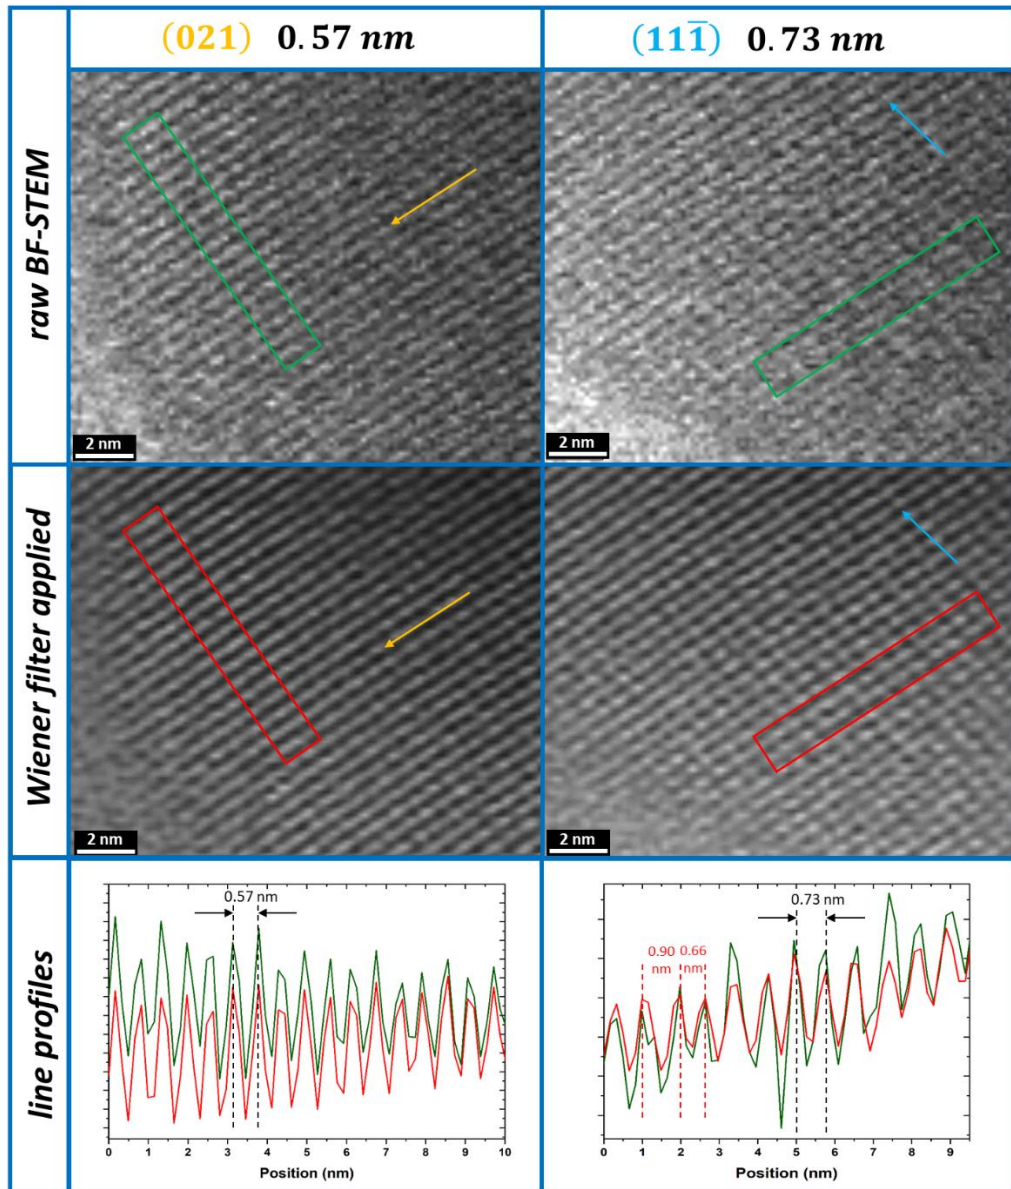 (021) 0.57 nm
(111̅) 0.73 nm
raw BF-STEM
2 nm
2 nm
Wiener filter applied
2 nm
2 nm
line profiles
0.57 nm
0 1 2 3 4 5 6 7 8 9 10
Position (nm)
0.73 nm
0.90 0.66
nm nm
0 1 2 3 4 5 6 7 8 9
Position (nm)